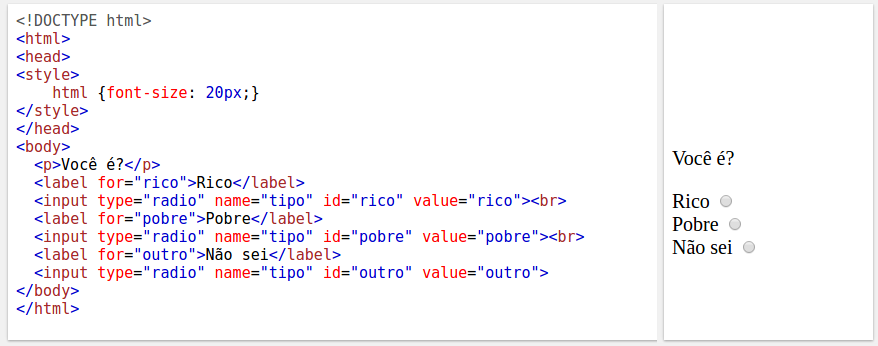 <!DOCTYPE html>
<html>
<head>
<style>
    html {font-size: 20px;}
</style>
</head>
<body>
  <p>Você é?</p>
  <label for="rico">Rico</label>
  <input type="radio" name="tipo" id="rico" value="rico"><br>
  <label for="pobre">Pobre</label>
  <input type="radio" name="tipo" id="pobre" value="pobre"><br>
  <label for="outro">Não sei</label>
  <input type="radio" name="tipo" id="outro" value="outro">
</body>
</html>
Você é?
Rico
Pobre
Não sei